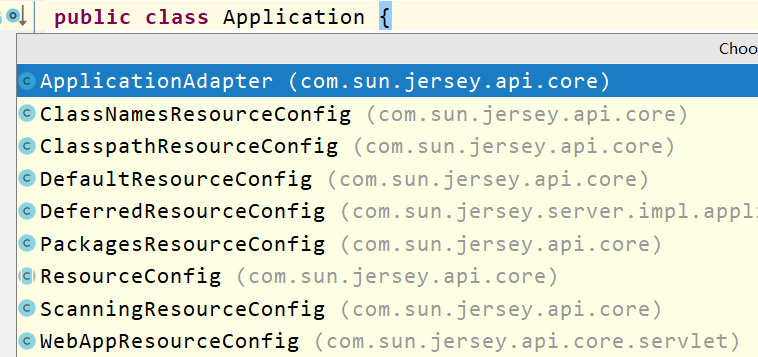 public class Application {
Choo
ApplicationAdapter (com.sun.jersey.api.core)
ClassNamesResourceConfig (com.sun.jersey.api.core)
ClasspathResourceConfig (com.sun.jersey.api.core)
DefaultResourceConfig (com.sun.jersey.api.core)
DeferredResourceConfig (com.sun.jersey.server.impl.appli
PackagesResourceConfig (com.sun.jersey.api.core)
ResourceConfig (com.sun.jersey.api.core)
ScanningResourceConfig (com.sun.jersey.api.core)
WebAppResourceConfig (com.sun.jersey.api.core.servlet)